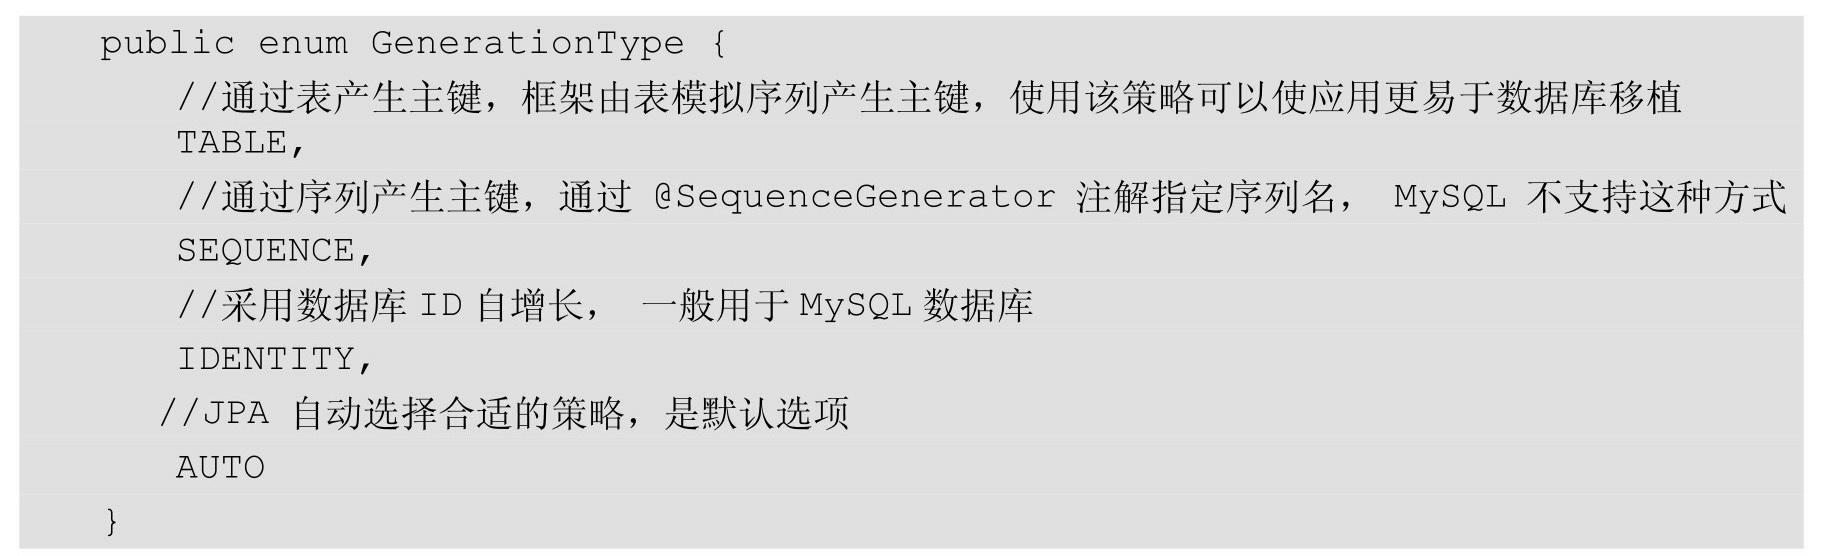 public enum GenerationType {
//通过表产生主键，框架由表模拟序列产生主键，使用该策略可以使应用更易于数据库移植
TABLE,
//通过序列产生主键，通过 @SequenceGenerator 注解指定序列名， MySQL 不支持这种方式
SEQUENCE,
//采用数据库 ID 自增长， 一般用于 MySQL 数据库
IDENTITY,
//JPA 自动选择合适的策略，是默认选项
AUTO
}